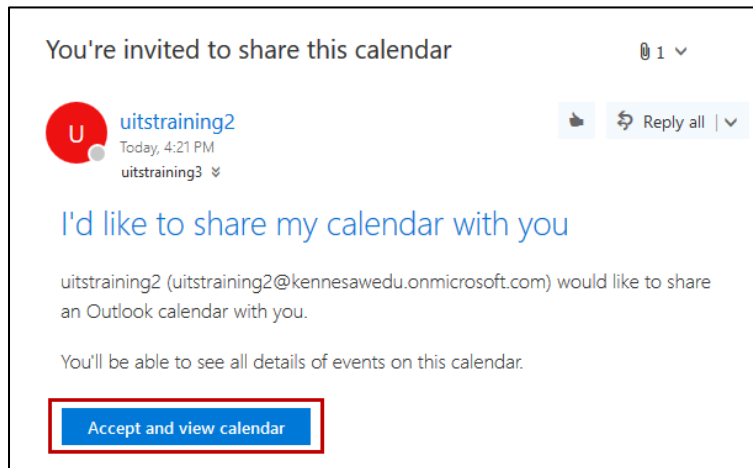 You're invited to share this calendar
1
U
uitstraining2
Reply all
Today, 4:21 PM
uitstraining3
I'd like to share my calendar with you
uitstraining2 (uitstraining2@kennesawedu.onmicrosoft.com) would like to share
an Outlook calendar with you.
You'll be able to see all details of events on this calendar.
Accept and view calendar